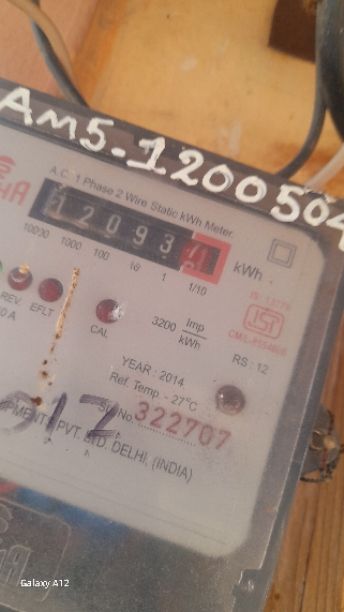 Am5-1200504
HA
A.C. 1 Phase 2 Wire Static kWh Meter.
12093
kWh
10000 1000 100 10 1 1/10
REV. EFLT
CAL
3200 Imp/kWh
IS : 13779
RS : 12
YEAR : 2014
Ref. Temp. - 27°C
Sl. No. 322707
PVT. LTD. DELHI, (INDIA)
Galaxy A12